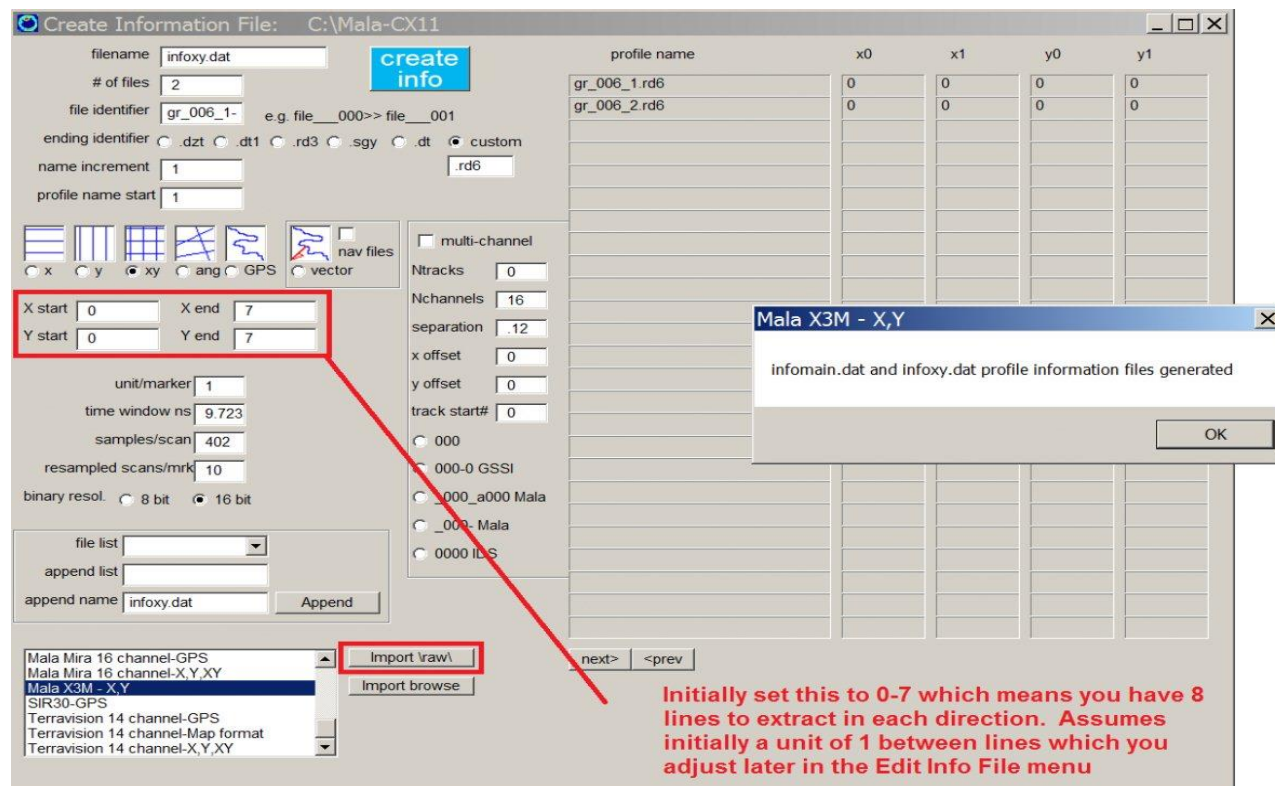 Create Information File: C:\Mala-CX11
filename infoxy.dat
create info
# of files 2
file identifier gr_006_1- e.g. file___000>> file___001
ending identifier .dzt .dt1 .rd3 .sgy .dt custom
.rd6
name increment 1
profile name start 1
x y xy ang GPS vector nav files
X start 0 X end 7
Y start 0 Y end 7
unit/marker 1
time window ns 9.723
samples/scan 402
resampled scans/mrk 10
binary resol. 8 bit 16 bit
multi-channel
Ntracks 0
Nchannels 16
separation .12
x offset 0
y offset 0
track start# 0
000
000-0 GSSI
_000_a000 Mala
_000- Mala
0000 IDS
file list
append list
append name infoxy.dat Append
Mala Mira 16 channel-GPS
Mala Mira 16 channel-X,Y,XY
Mala X3M - X,Y
SIR30-GPS
Terravision 14 channel-GPS
Terravision 14 channel-Map format
Terravision 14 channel-X,Y,XY
Import \raw\
Import browse
profile name x0 x1 y0 y1
gr_006_1.rd6 0 0 0 0
gr_006_2.rd6 0 0 0 0
next> <prev
Mala X3M - X,Y
infomain.dat and infoxy.dat profile information files generated
OK
Initially set this to 0-7 which means you have 8
lines to extract in each direction. Assumes
initially a unit of 1 between lines which you
adjust later in the Edit Info File menu